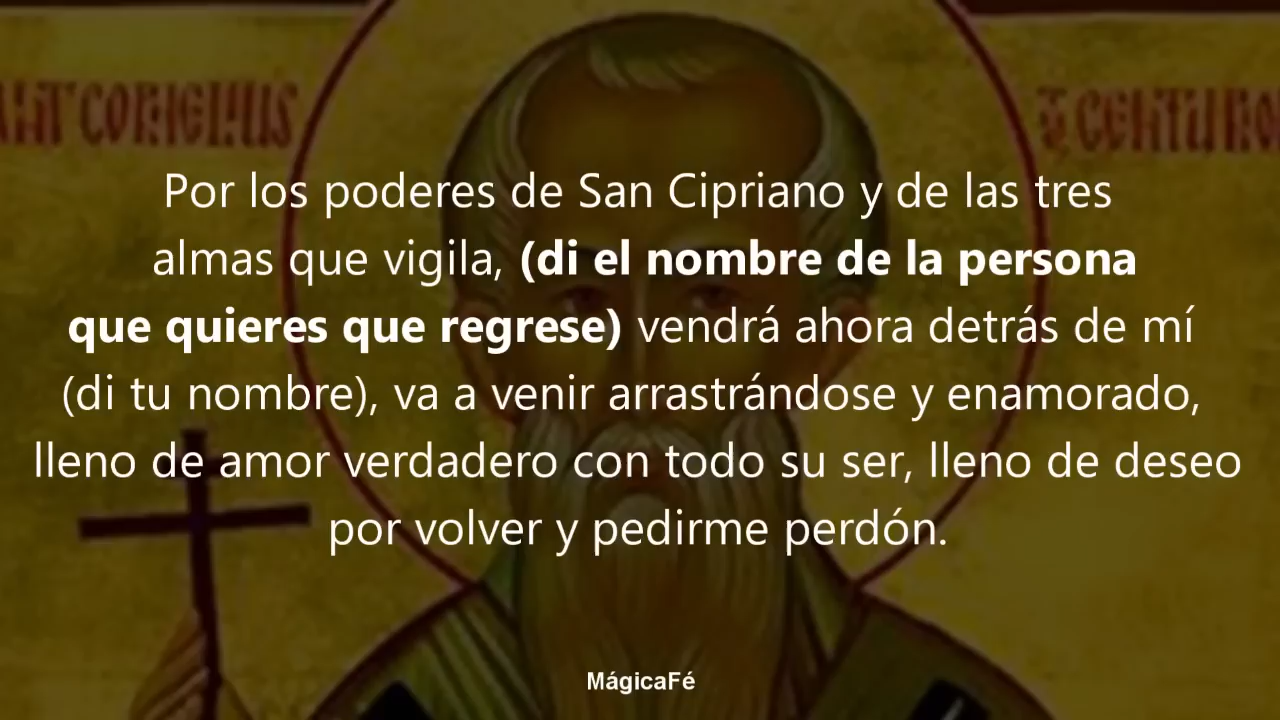 Por los poderes de San Cipriano y de las tres
almas que vigila, (di el nombre de la persona
que quieres que regrese) vendrá ahora detrás de mí
(di tu nombre), va a venir arrastrándose y enamorado,
lleno de amor verdadero con todo su ser, lleno de deseo
por volver y pedirme perdón.
MágicaFé